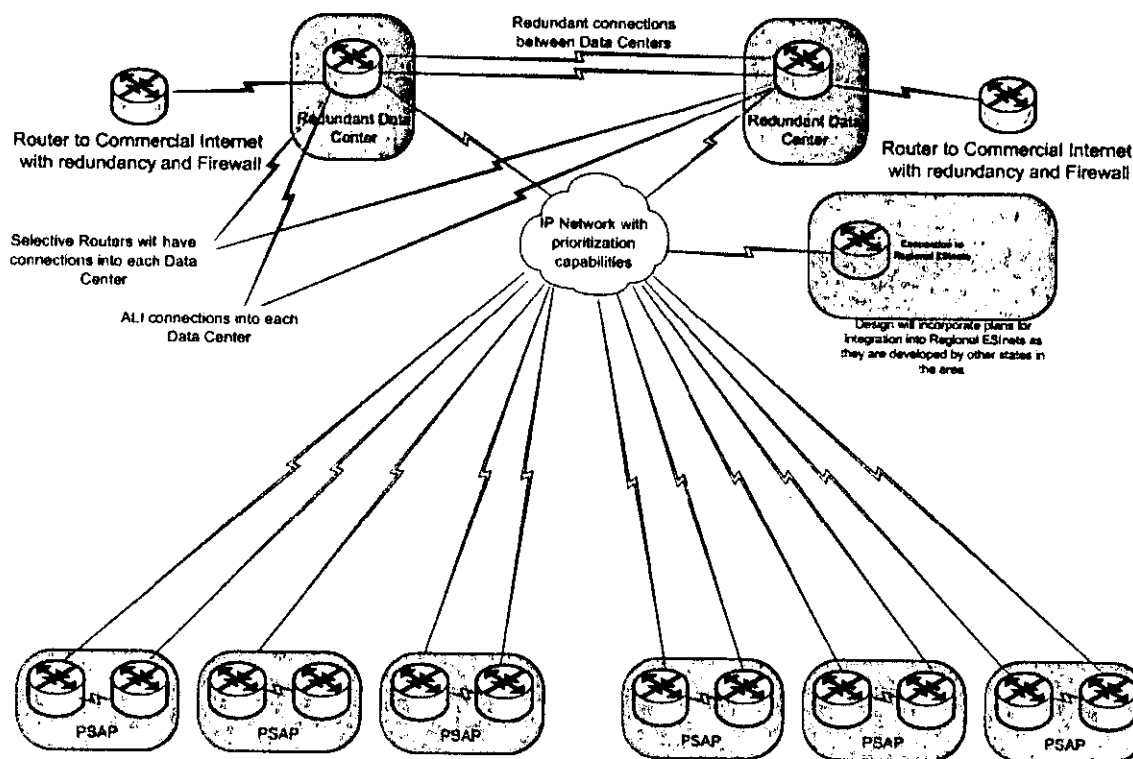 Redundant connections
between Data Centers
Redundant Data
Center
Redundant Data
Center
Router to Commercial Internet
with redundancy and Firewall
Router to Commercial Internet
with redundancy and Firewall
IP Network with
prioritization
capabilities
Selective Routers will have
connections into each Data
Center
ALI connections into each
Data Center
Regional ESInets
Design will incorporate plans for
Integration into Regional ESInets as
they are developed by other states in
the area
PSAP
PSAP
PSAP
PSAP
PSAP
PSAP